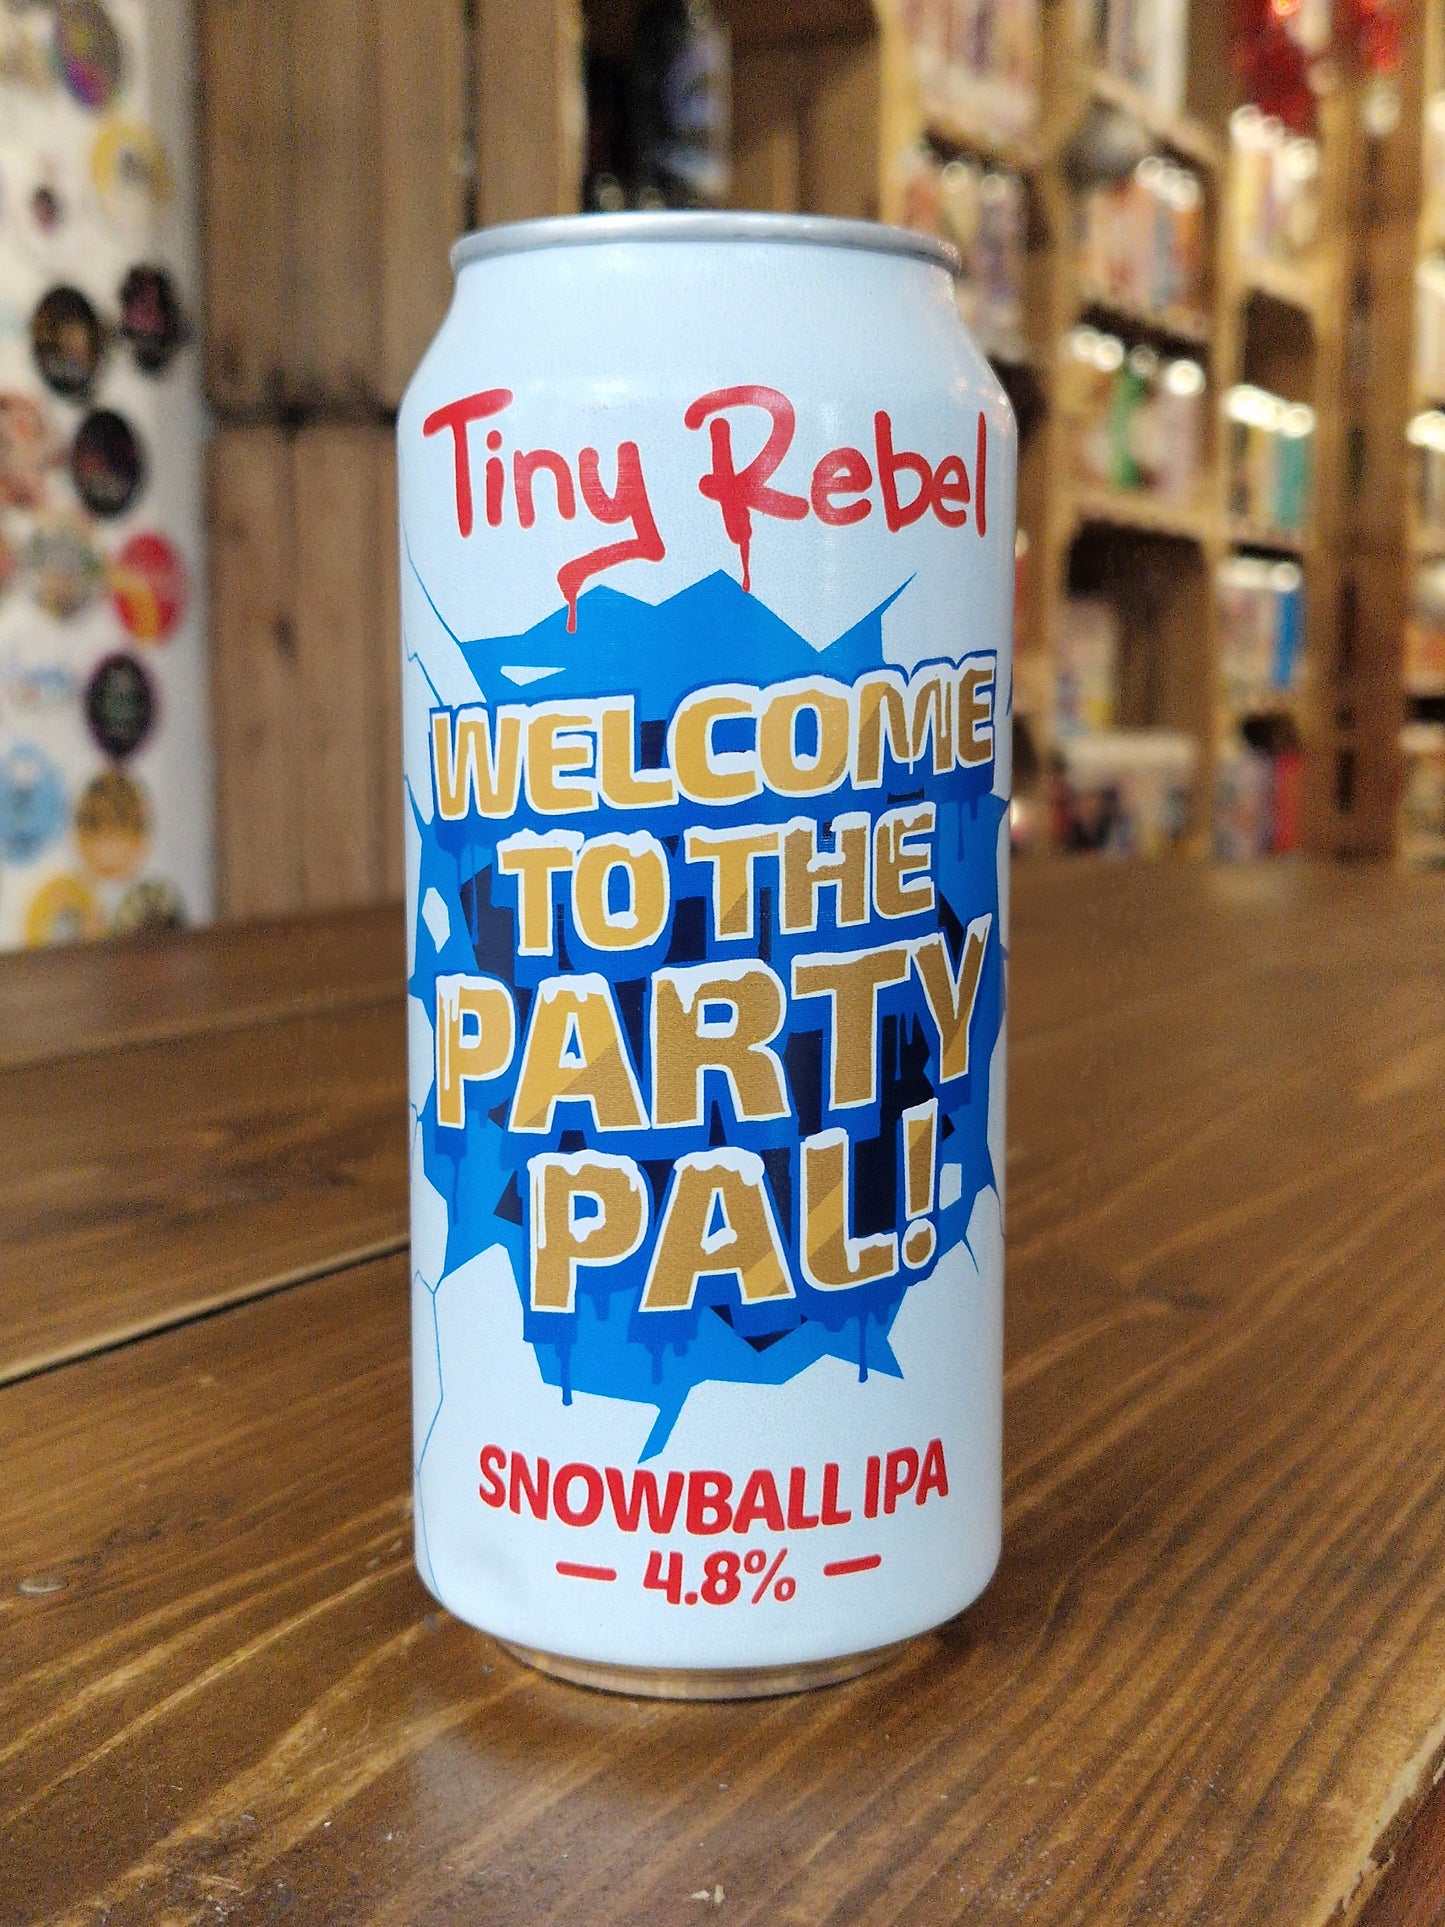 Tiny Rebel
WELCOME
TO THE
PARTY
PAL!
SNOWBALL IPA
— 4.8% —